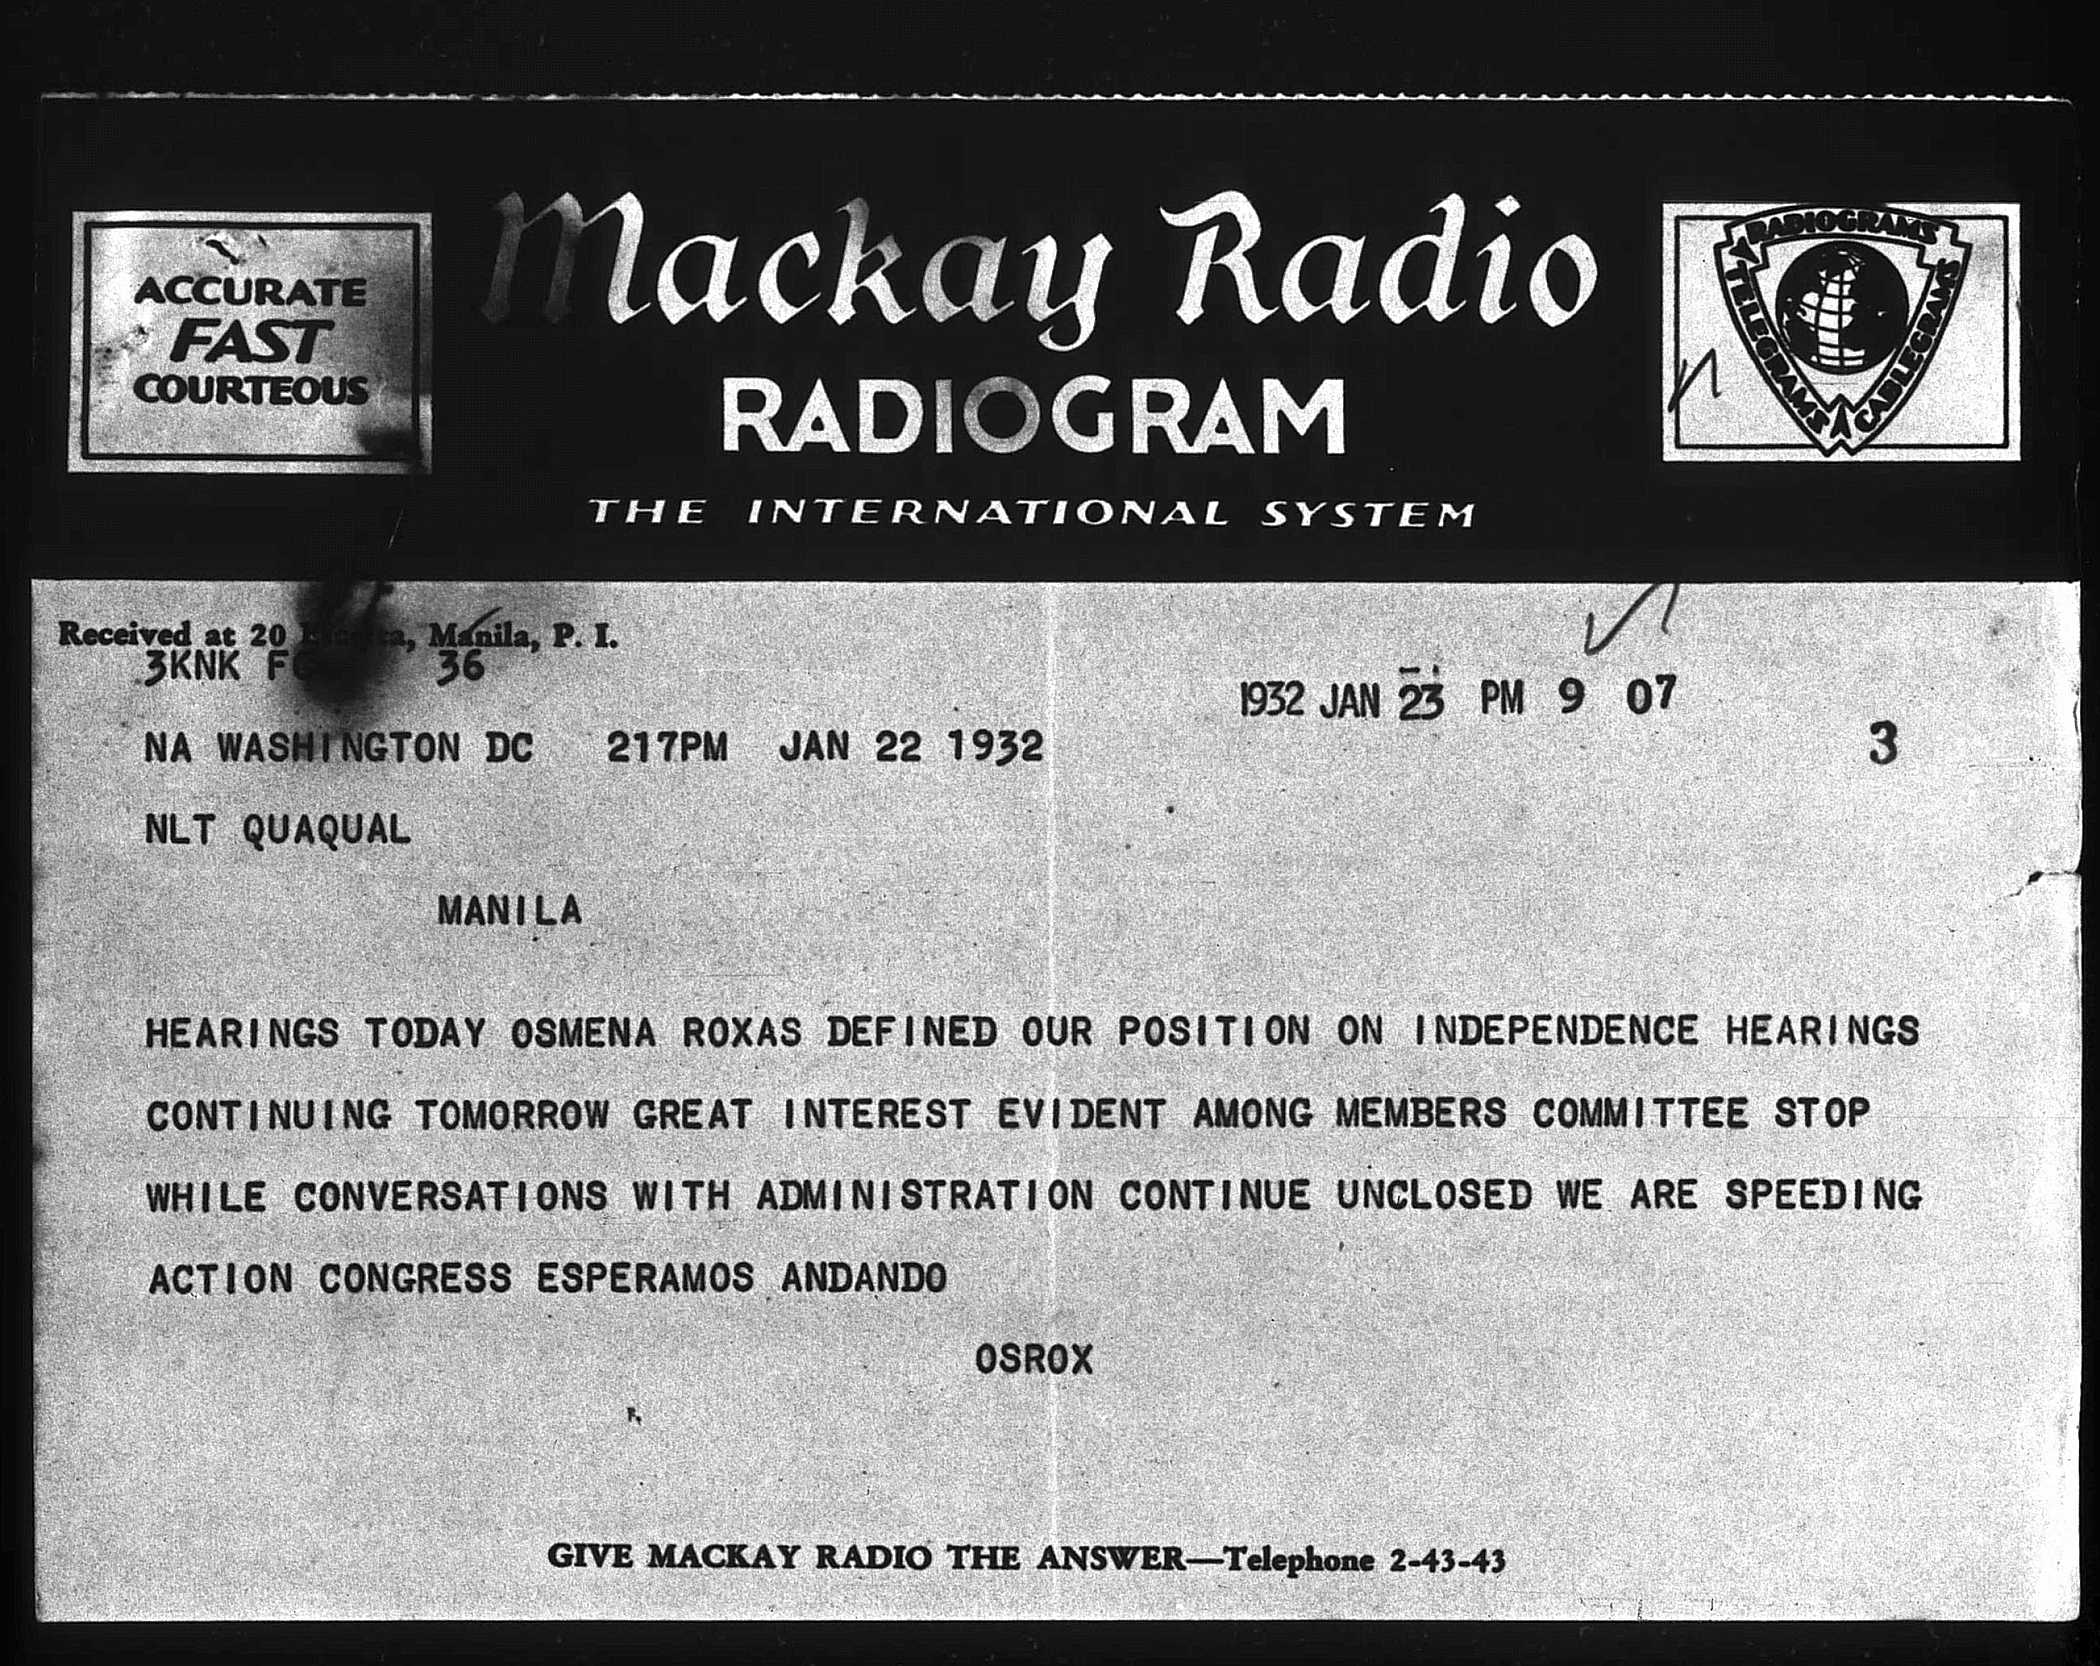 ACCURATE
FAST
COURTEOUS
Mackay Radio
RADIOGRAM
THE INTERNATIONAL SYSTEM
RADIOGRAMS
TELEGRAMS
CABLEGRAMS
Received at 20 Manila, P. I.
3KNK 36
1932 JAN 23 PM 9 07
NA WASHINGTON DC 217PM JAN 22 1932
3
NLT QUAQUAL
MANILA
HEARINGS TODAY OSMENA ROXAS DEFINED OUR POSITION ON INDEPENDENCE HEARINGS
CONTINUING TOMORROW GREAT INTEREST EVIDENT AMONG MEMBERS COMMITTEE STOP
WHILE CONVERSATIONS WITH ADMINISTRATION CONTINUE UNCLOSED WE ARE SPEEDING
ACTION CONGRESS ESPERAMOS ANDANDO
OSROX
GIVE MACKAY RADIO THE ANSWER—Telephone 2-43-43